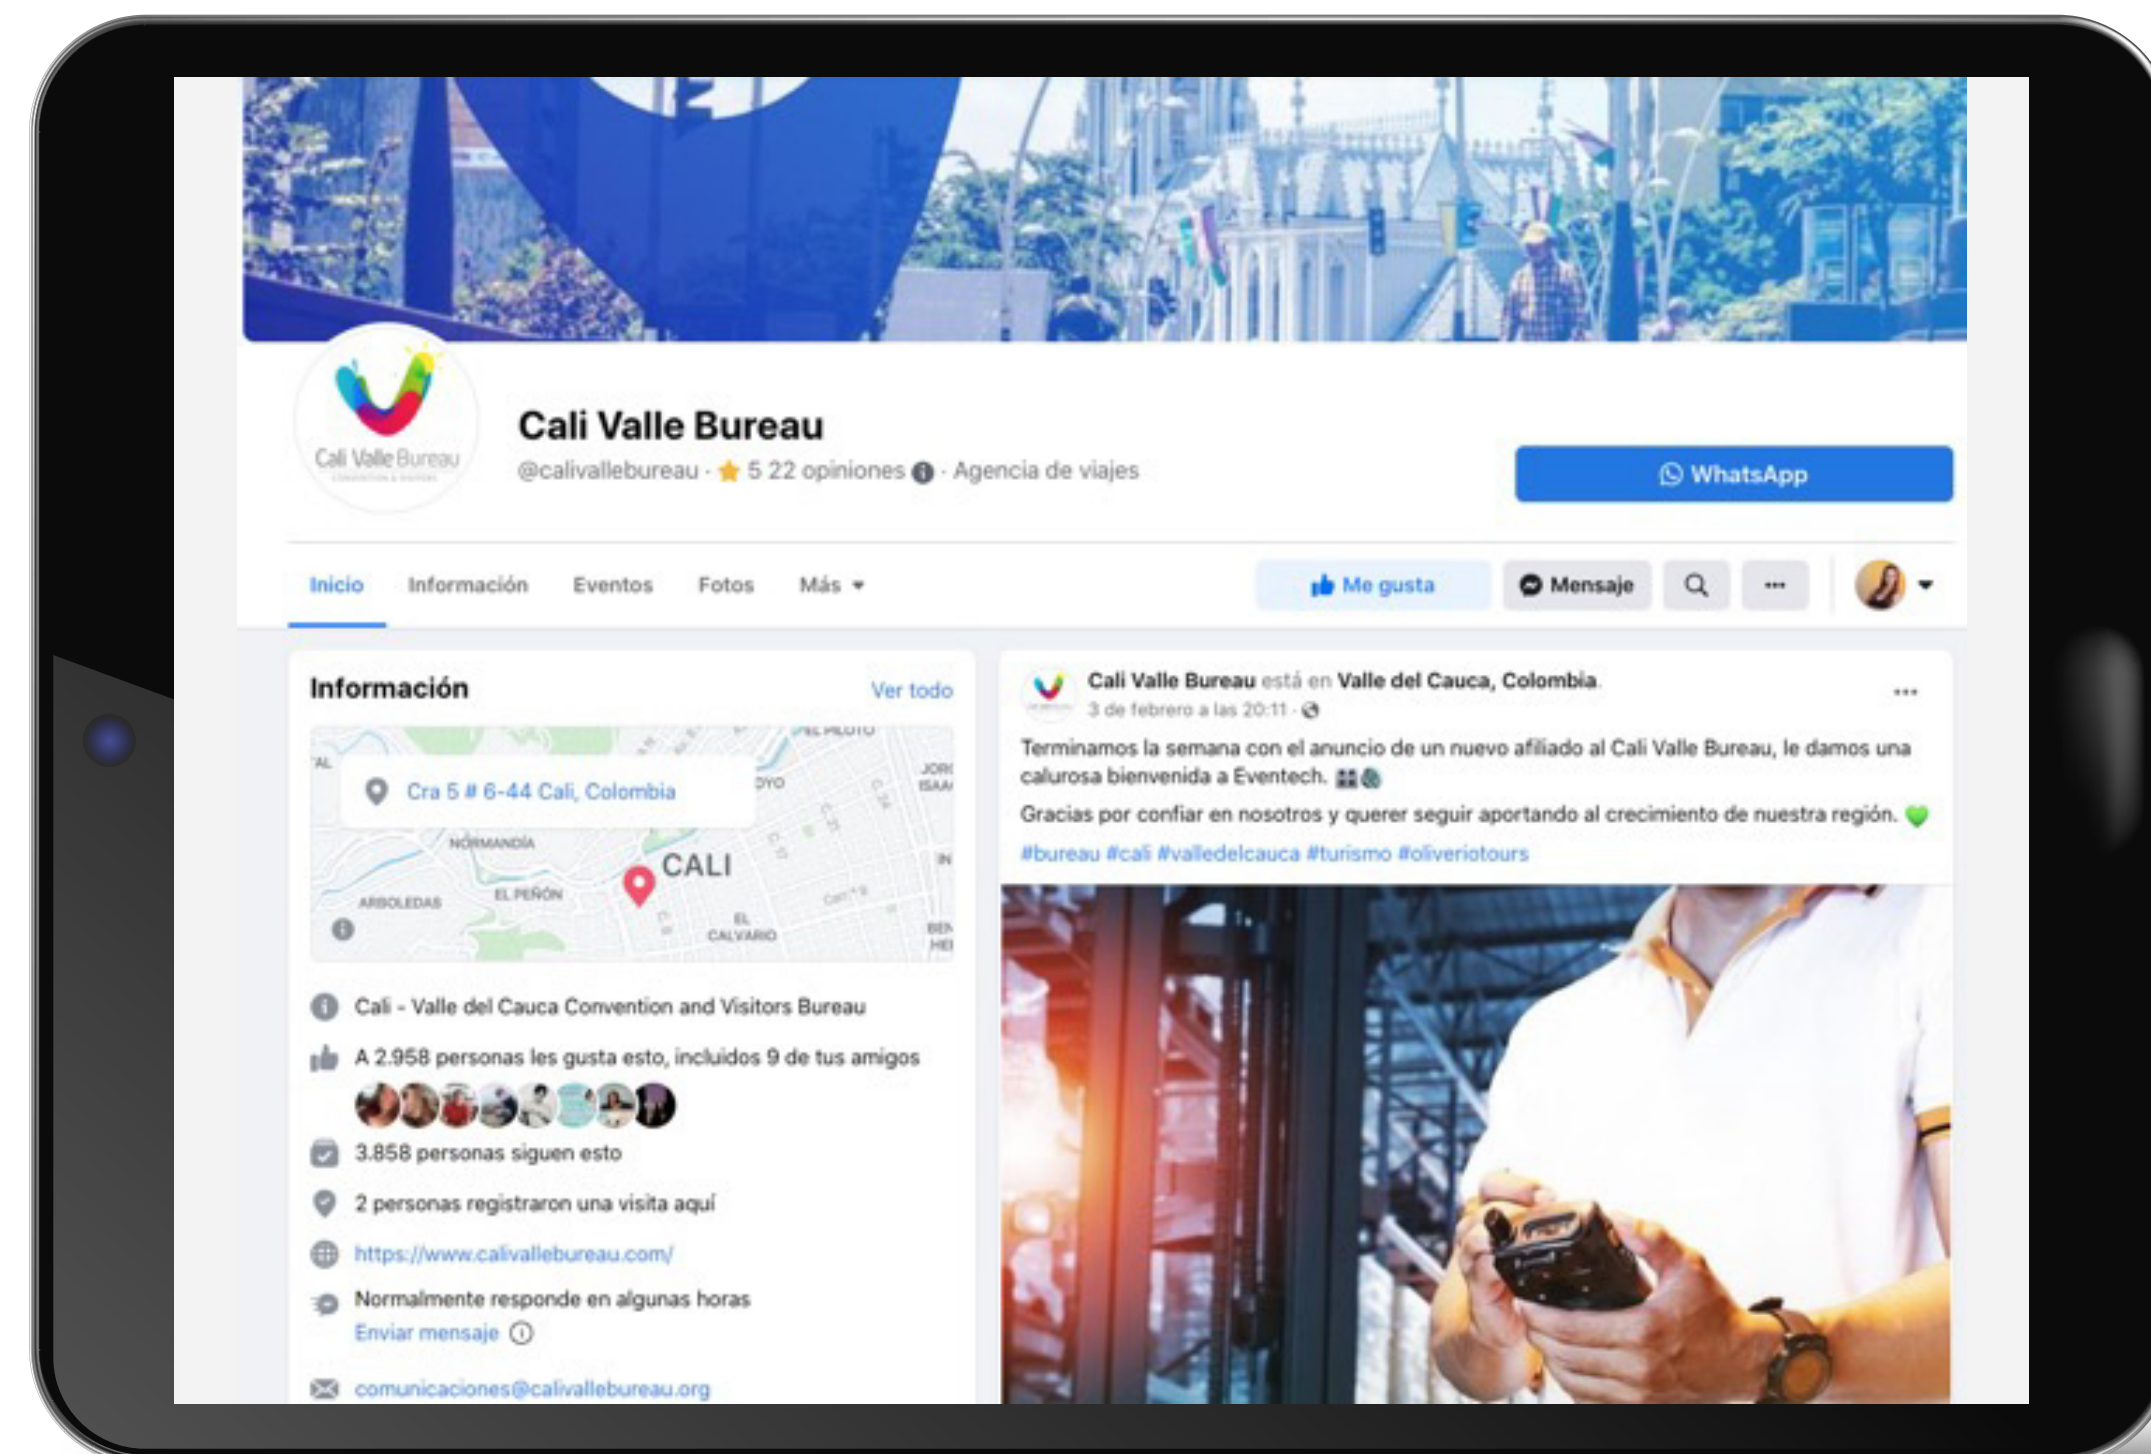 Cali Valle Bureau
Cali Valle Bureau
@calivallebureau · 5 22 opiniones · Agencia de viajes
WhatsApp
Inicio Información Eventos Fotos Más
Me gusta Mensaje ...
Información Ver todo
Cra 5 # 6-44 Cali, Colombia
EL PILOTO
NORMANDÍA
CALI
ARBOLEDAS
EL PEÑÓN
EL
CALVARIO
Cali - Valle del Cauca Convention and Visitors Bureau
A 2.958 personas les gusta esto, incluidos 9 de tus amigos
3.858 personas siguen esto
2 personas registraron una visita aquí
https://www.calivallebureau.com/
Normalmente responde en algunas horas
Enviar mensaje
comunicaciones@calivallebureau.org
Cali Valle Bureau está en Valle del Cauca, Colombia.
3 de febrero a las 20:11 ·
Terminamos la semana con el anuncio de un nuevo afiliado al Cali Valle Bureau, le damos una
calurosa bienvenida a Eventech.
Gracias por confiar en nosotros y querer seguir aportando al crecimiento de nuestra región. 💚
#bureau #cali #valledelcauca #turismo #oliveriotours